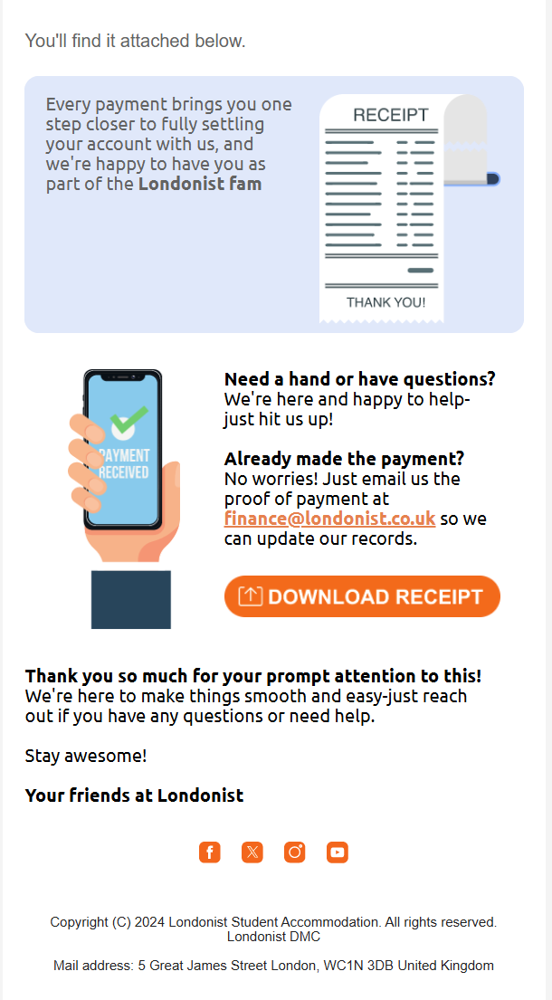 You'll find it attached below.
Every payment brings you one
step closer to fully settling
your account with us, and
we're happy to have you as
part of the Londonist fam
RECEIPT
THANK YOU!
PAYMENT
RECEIVED
Need a hand or have questions?
We're here and happy to help-
just hit us up!
Already made the payment?
No worries! Just email us the
proof of payment at
finance@londonist.co.uk so we
can update our records.
DOWNLOAD RECEIPT
Thank you so much for your prompt attention to this!
We're here to make things smooth and easy-just reach
out if you have any questions or need help.
Stay awesome!
Your friends at Londonist
Copyright (C) 2024 Londonist Student Accommodation. All rights reserved.
Londonist DMC
Mail address: 5 Great James Street London, WC1N 3DB United Kingdom